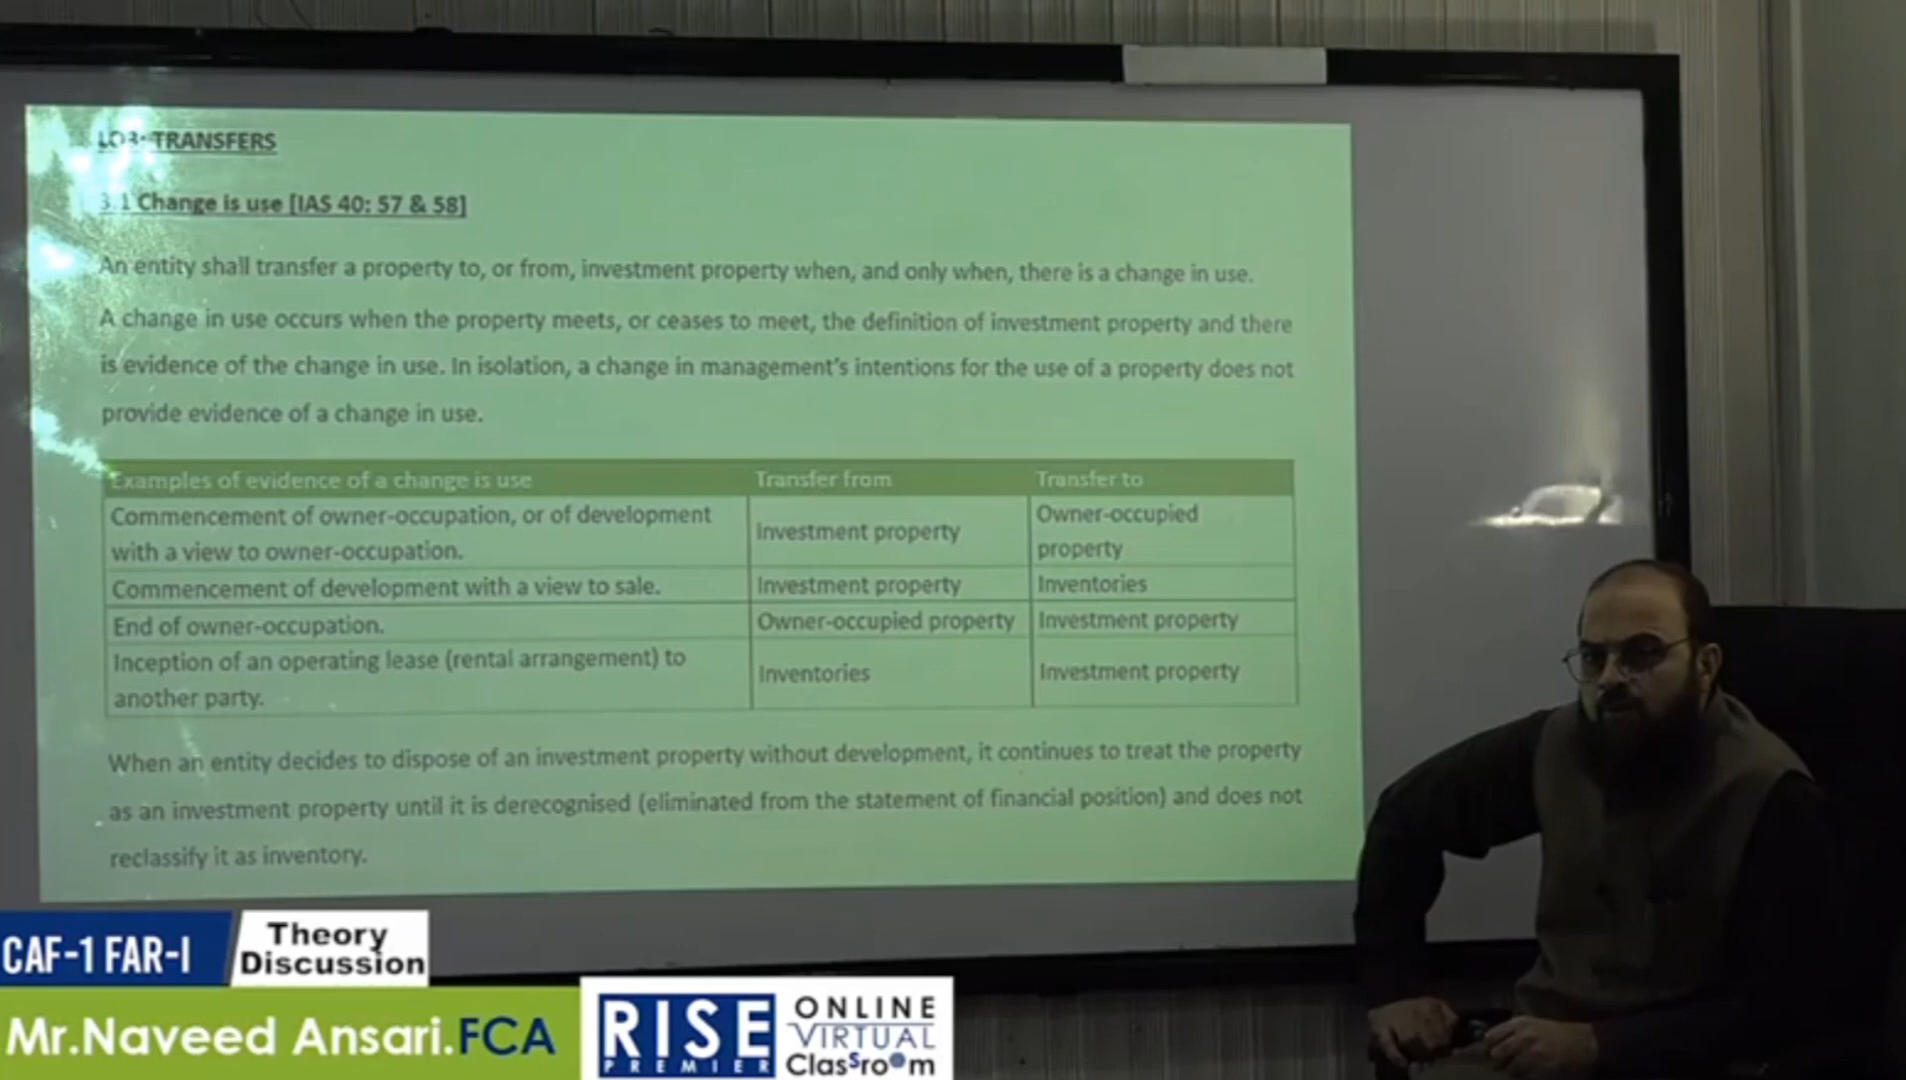 LO3: TRANSFERS
3.1 Change is use [IAS 40: 57 & 58]
An entity shall transfer a property to, or from, investment property when, and only when, there is a change in use.
A change in use occurs when the property meets, or ceases to meet, the definition of investment property and there
is evidence of the change in use. In isolation, a change in management's intentions for the use of a property does not
provide evidence of a change in use.
Examples of evidence of a change is use Transfer from Transfer to
Commencement of owner-occupation, or of development
with a view to owner-occupation.
Investment property
Owner-occupied
property
Commencement of development with a view to sale. Investment property Inventories
End of owner-occupation. Owner-occupied property Investment property
Inception of an operating lease (rental arrangement) to
another party.
Inventories
Investment property
When an entity decides to dispose of an investment property without development, it continues to treat the property
as an investment property until it is derecognised (eliminated from the statement of financial position) and does not
reclassify it as inventory.
CAF-1 FAR-I
Theory
Discussion
Mr.Naveed Ansari.FCA
RISE
PREMIER
ONLINE
VIRTUAL
Classroom